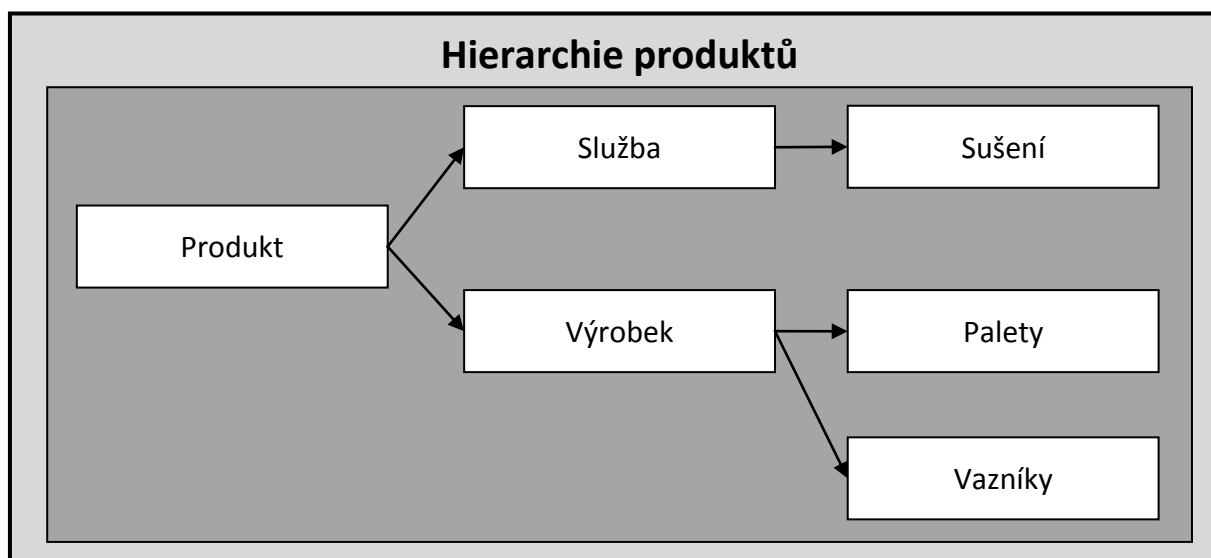 Hierarchie produktů
Služba
Sušení
Produkt
Výrobek
Palety
Vazníky